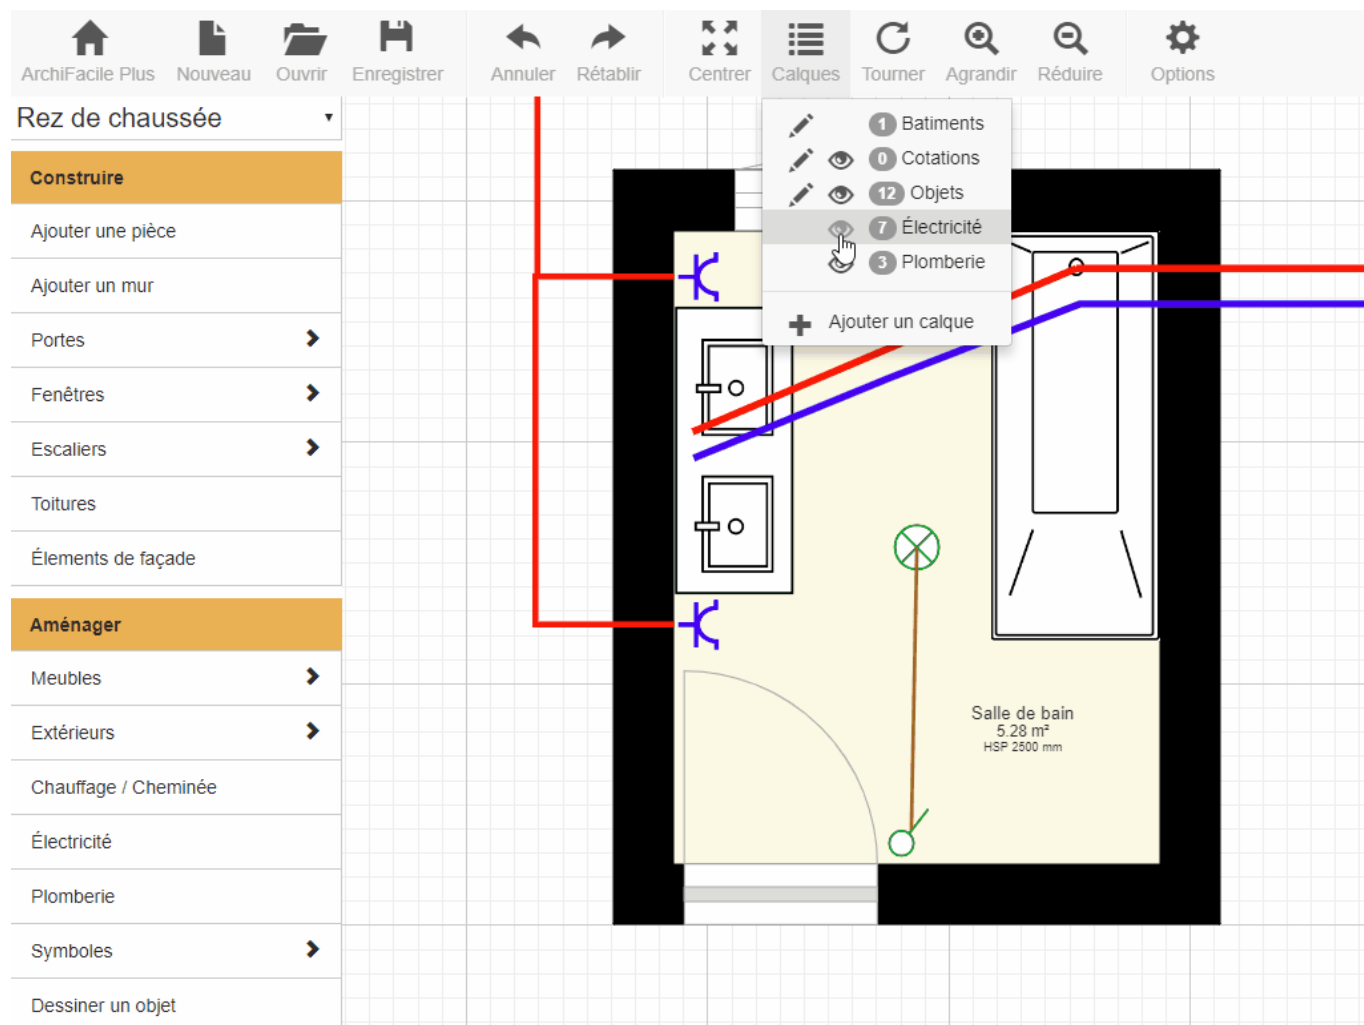 ArchiFacile Plus Nouveau Ouvrir Enregistrer Annuler Rétablir Centrer Calques Tourner Agrandir Réduire Options
Rez de chaussée
Construire
Ajouter une pièce
Ajouter un mur
Portes
Fenêtres
Escaliers
Toitures
Élements de façade
Aménager
Meubles
Extérieurs
Chauffage / Cheminée
Électricité
Plomberie
Symboles
Dessiner un objet
1 Batiments
0 Cotations
12 Objets
7 Électricité
3 Plomberie
Ajouter un calque
Salle de bain
5.28 m²
HSP 2500 mm